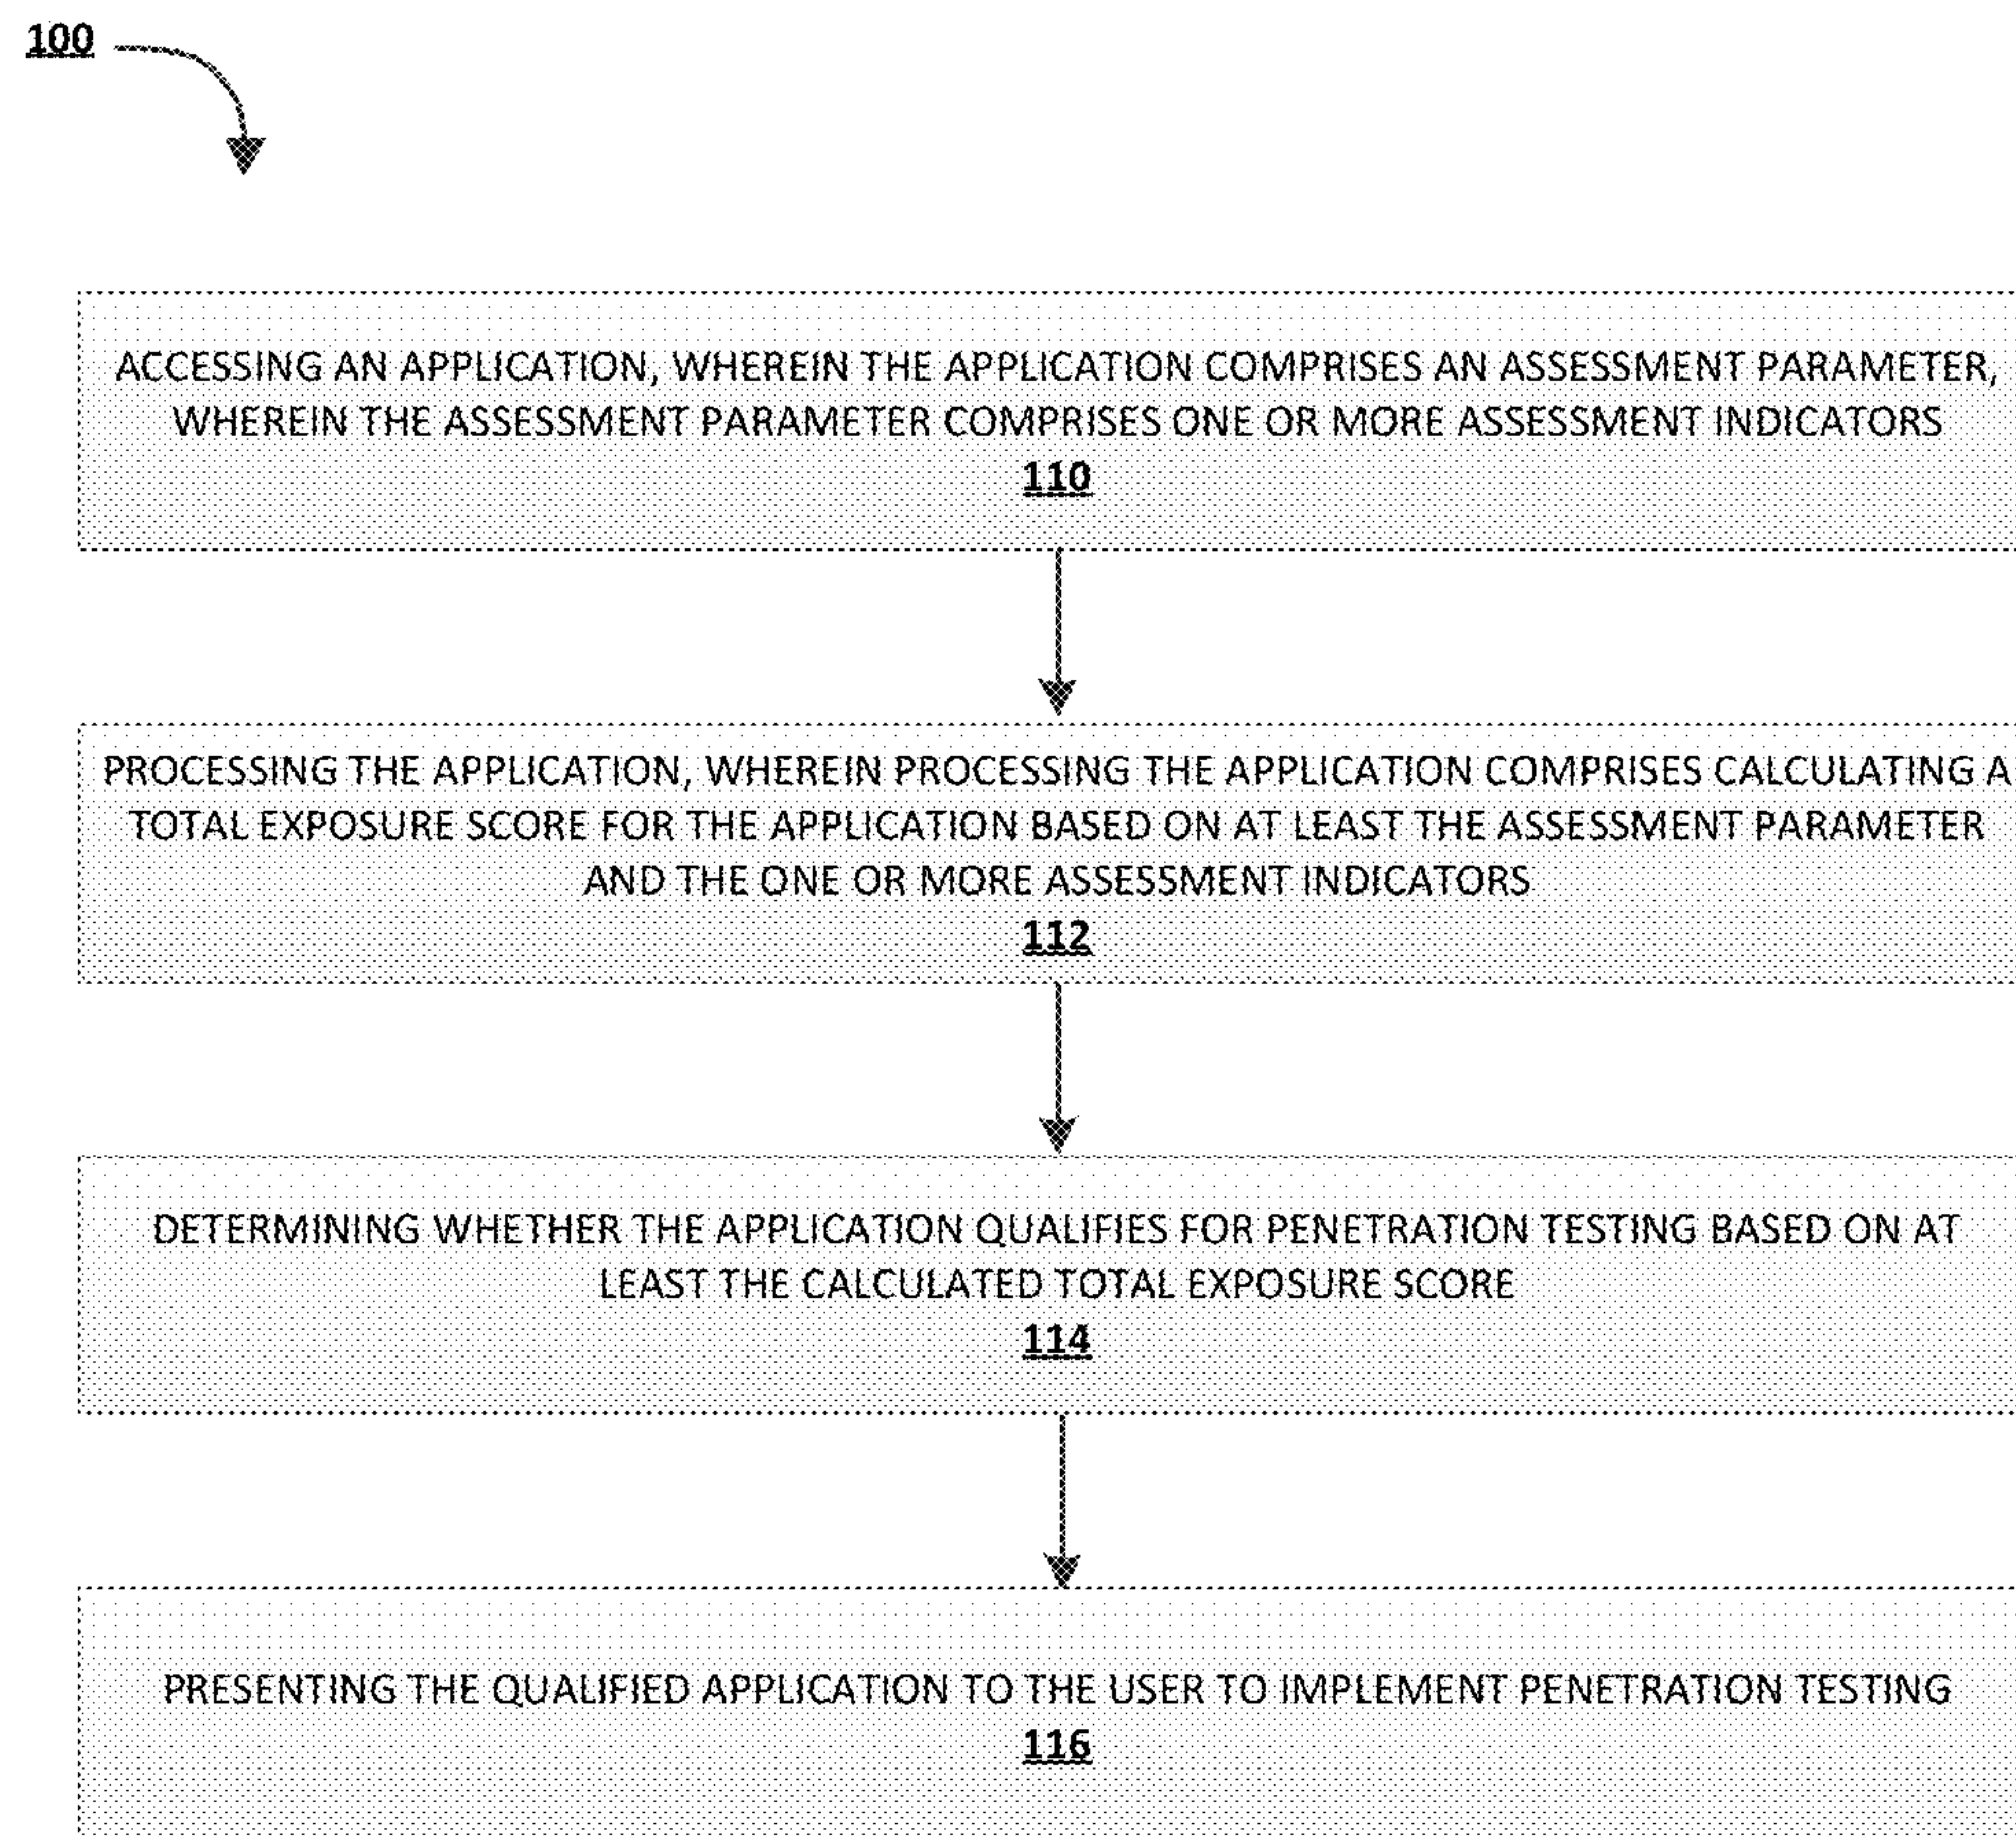 100
ACCESSING AN APPLICATION, WHEREIN THE APPLICATION COMPRISES AN ASSESSMENT PARAMETER,
WHEREIN THE ASSESSMENT PARAMETER COMPRISES ONE OR MORE ASSESSMENT INDICATORS
110
PROCESSING THE APPLICATION, WHEREIN PROCESSING THE APPLICATION COMPRISES CALCULATING A
TOTAL EXPOSURE SCORE FOR THE APPLICATION BASED ON AT LEAST THE ASSESSMENT PARAMETER
AND THE ONE OR MORE ASSESSMENT INDICATORS
112
DETERMINING WHETHER THE APPLICATION QUALIFIES FOR PENETRATION TESTING BASED ON AT
LEAST THE CALCULATED TOTAL EXPOSURE SCORE
114
PRESENTING THE QUALIFIED APPLICATION TO THE USER TO IMPLEMENT PENETRATION TESTING
116